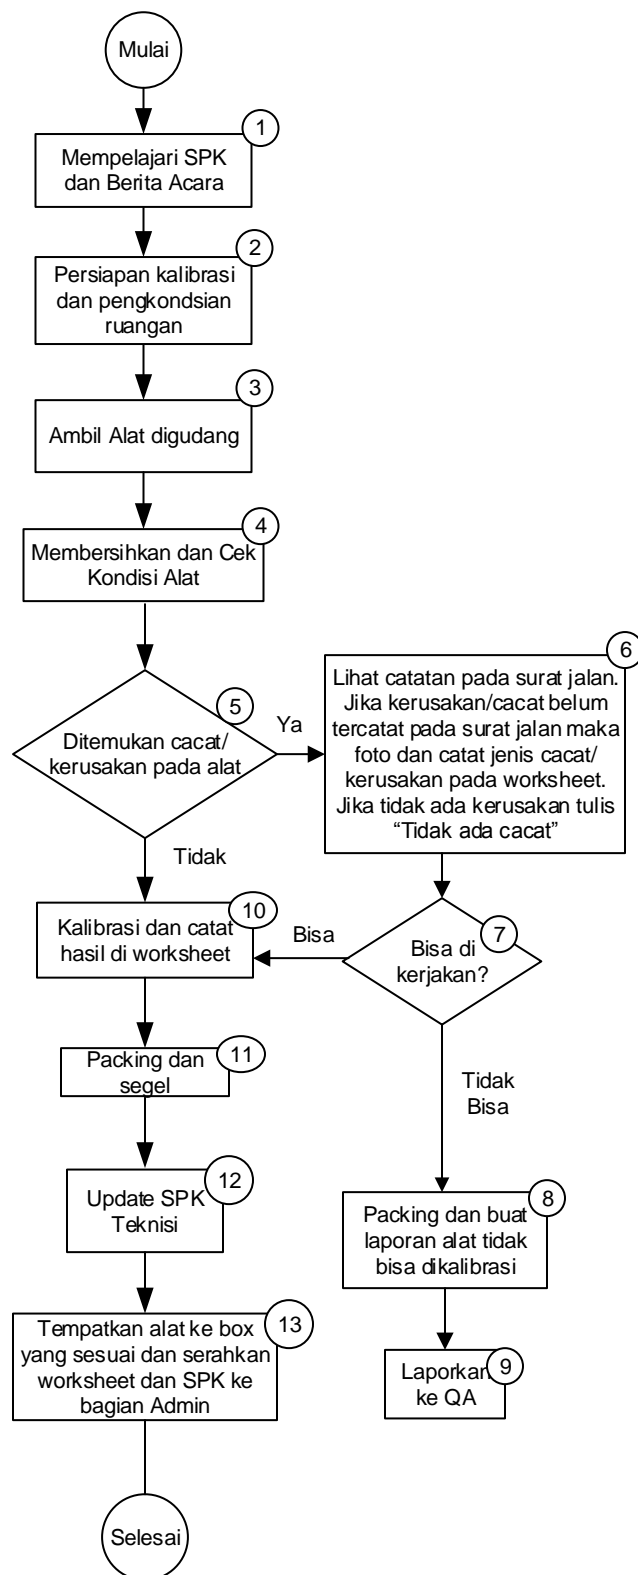 Mulai
1
Mempelajari SPK
dan Berita Acara
2
Persiapan kalibrasi
dan pengkondsian
ruangan
3
Ambil Alat digudang
4
Membersihkan dan Cek
Kondisi Alat
5
Ditemukan cacat/
kerusakan pada alat
Ya
Tidak
6
Lihat catatan pada surat jalan.
Jika kerusakan/cacat belum
tercatat pada surat jalan maka
foto dan catat jenis cacat/
kerusakan pada worksheet.
Jika tidak ada kerusakan tulis
“Tidak ada cacat”
7
Bisa di
kerjakan?
Bisa
Tidak
Bisa
8
Packing dan buat
laporan alat tidak
bisa dikalibrasi
9
Laporkan
ke QA
10
Kalibrasi dan catat
hasil di worksheet
11
Packing dan
segel
12
Update SPK
Teknisi
13
Tempatkan alat ke box
yang sesuai dan serahkan
worksheet dan SPK ke
bagian Admin
Selesai